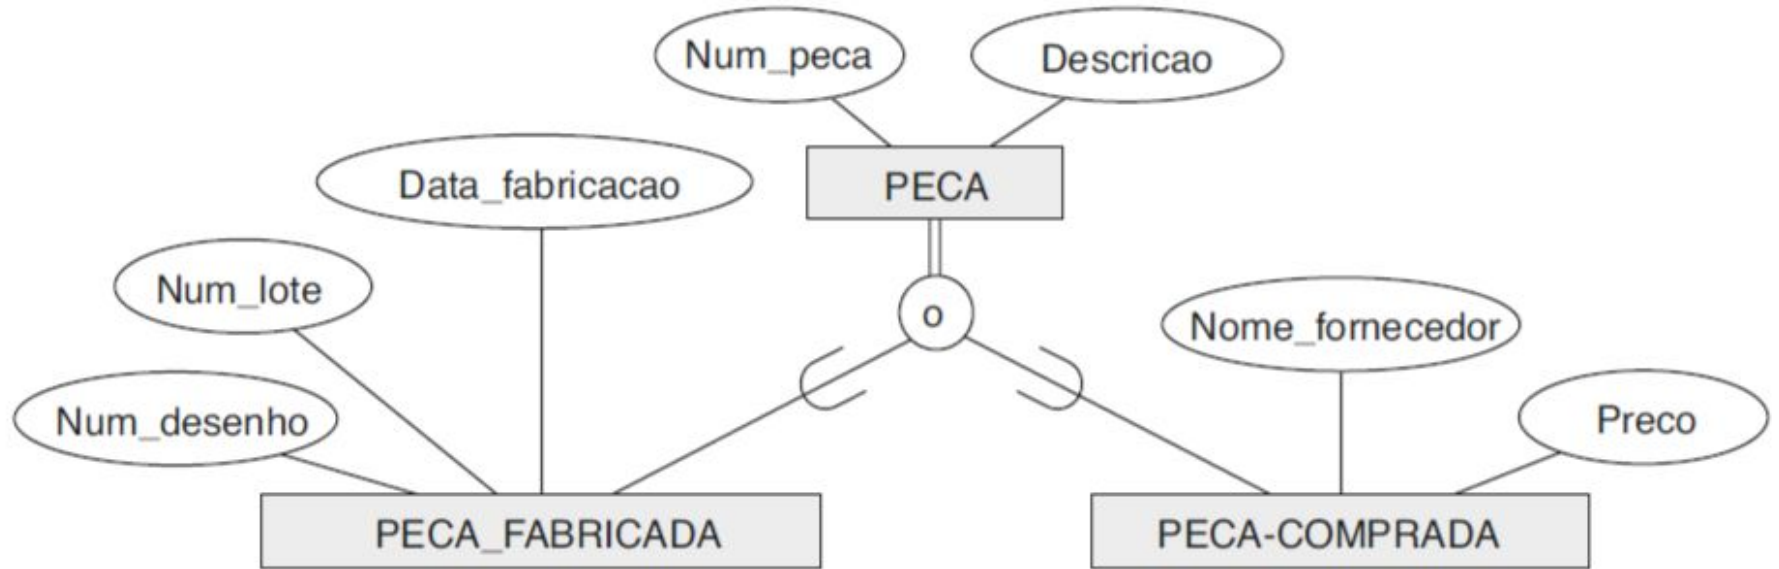 Num_peca
Descricao
PECA
Data_fabricacao
Num_lote
o
Nome_fornecedor
Num_desenho
Preco
PECA_FABRICADA
PECA-COMPRADA